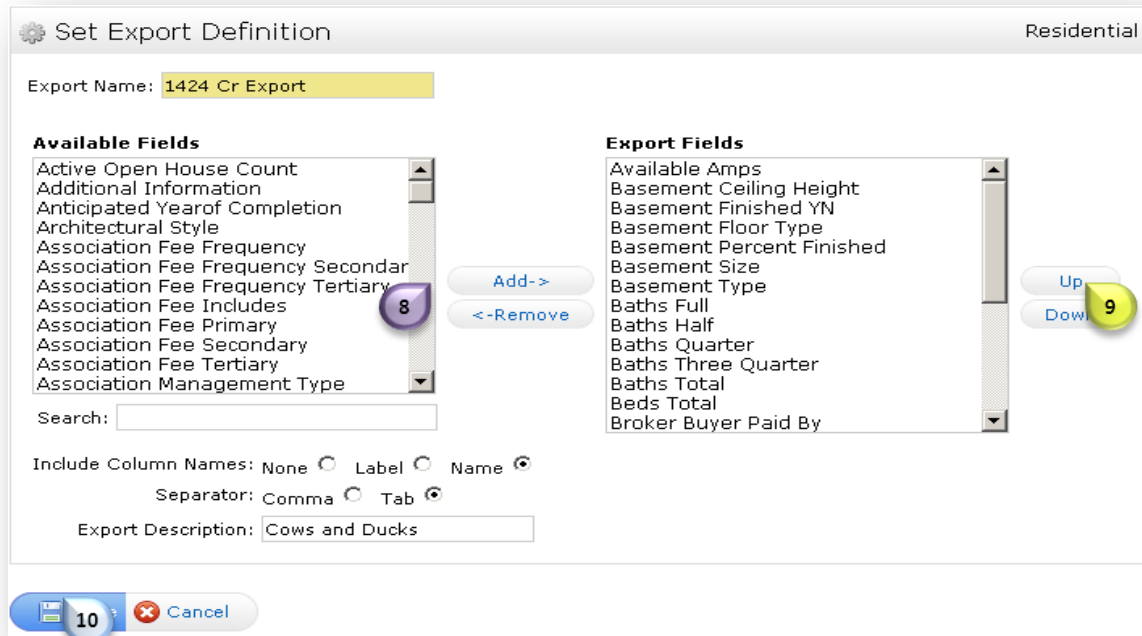 Set Export Definition
Residential
Export Name: 1424 Cr Export
Available Fields
Active Open House Count
Additional Information
Anticipated Yearof Completion
Architectural Style
Association Fee Frequency
Association Fee Frequency Secondar
Association Fee Frequency Tertiary
Association Fee Includes
Association Fee Primary
Association Fee Secondary
Association Fee Tertiary
Association Management Type
Search:
8
Add->
<-Remove
Export Fields
Available Amps
Basement Ceiling Height
Basement Finished YN
Basement Floor Type
Basement Percent Finished
Basement Size
Basement Type
Baths Full
Baths Half
Baths Quarter
Baths Three Quarter
Baths Total
Beds Total
Broker Buyer Paid By
Up
Dow
9
Include Column Names: None Label Name
Separator: Comma Tab
Export Description: Cows and Ducks
10
Cancel